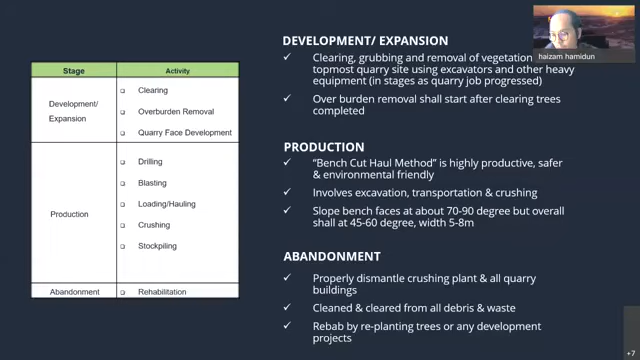 Stage Activity
Development/
Expansion
Clearing
Overburden Removal
Quarry Face Development
Production
Drilling
Blasting
Loading/Hauling
Crushing
Stockpiling
Abandonment
Rehabilitation
DEVELOPMENT/ EXPANSION
Clearing, grubbing and removal of vegetation
topmost quarry site using excavators and other heavy
equipment (in stages as quarry job progressed)
Over burden removal shall start after clearing trees
completed
PRODUCTION
“Bench Cut Haul Method” is highly productive, safer
& environmental friendly
Involves excavation, transportation & crushing
Slope bench faces at about 70-90 degree but overall
shall at 45-60 degree, width 5-8m
ABANDONMENT
Properly dismantle crushing plant & all quarry
buildings
Cleaned & cleared from all debris & waste
Rebab by re-planting trees or any development
projects
haizam hamidun
+7